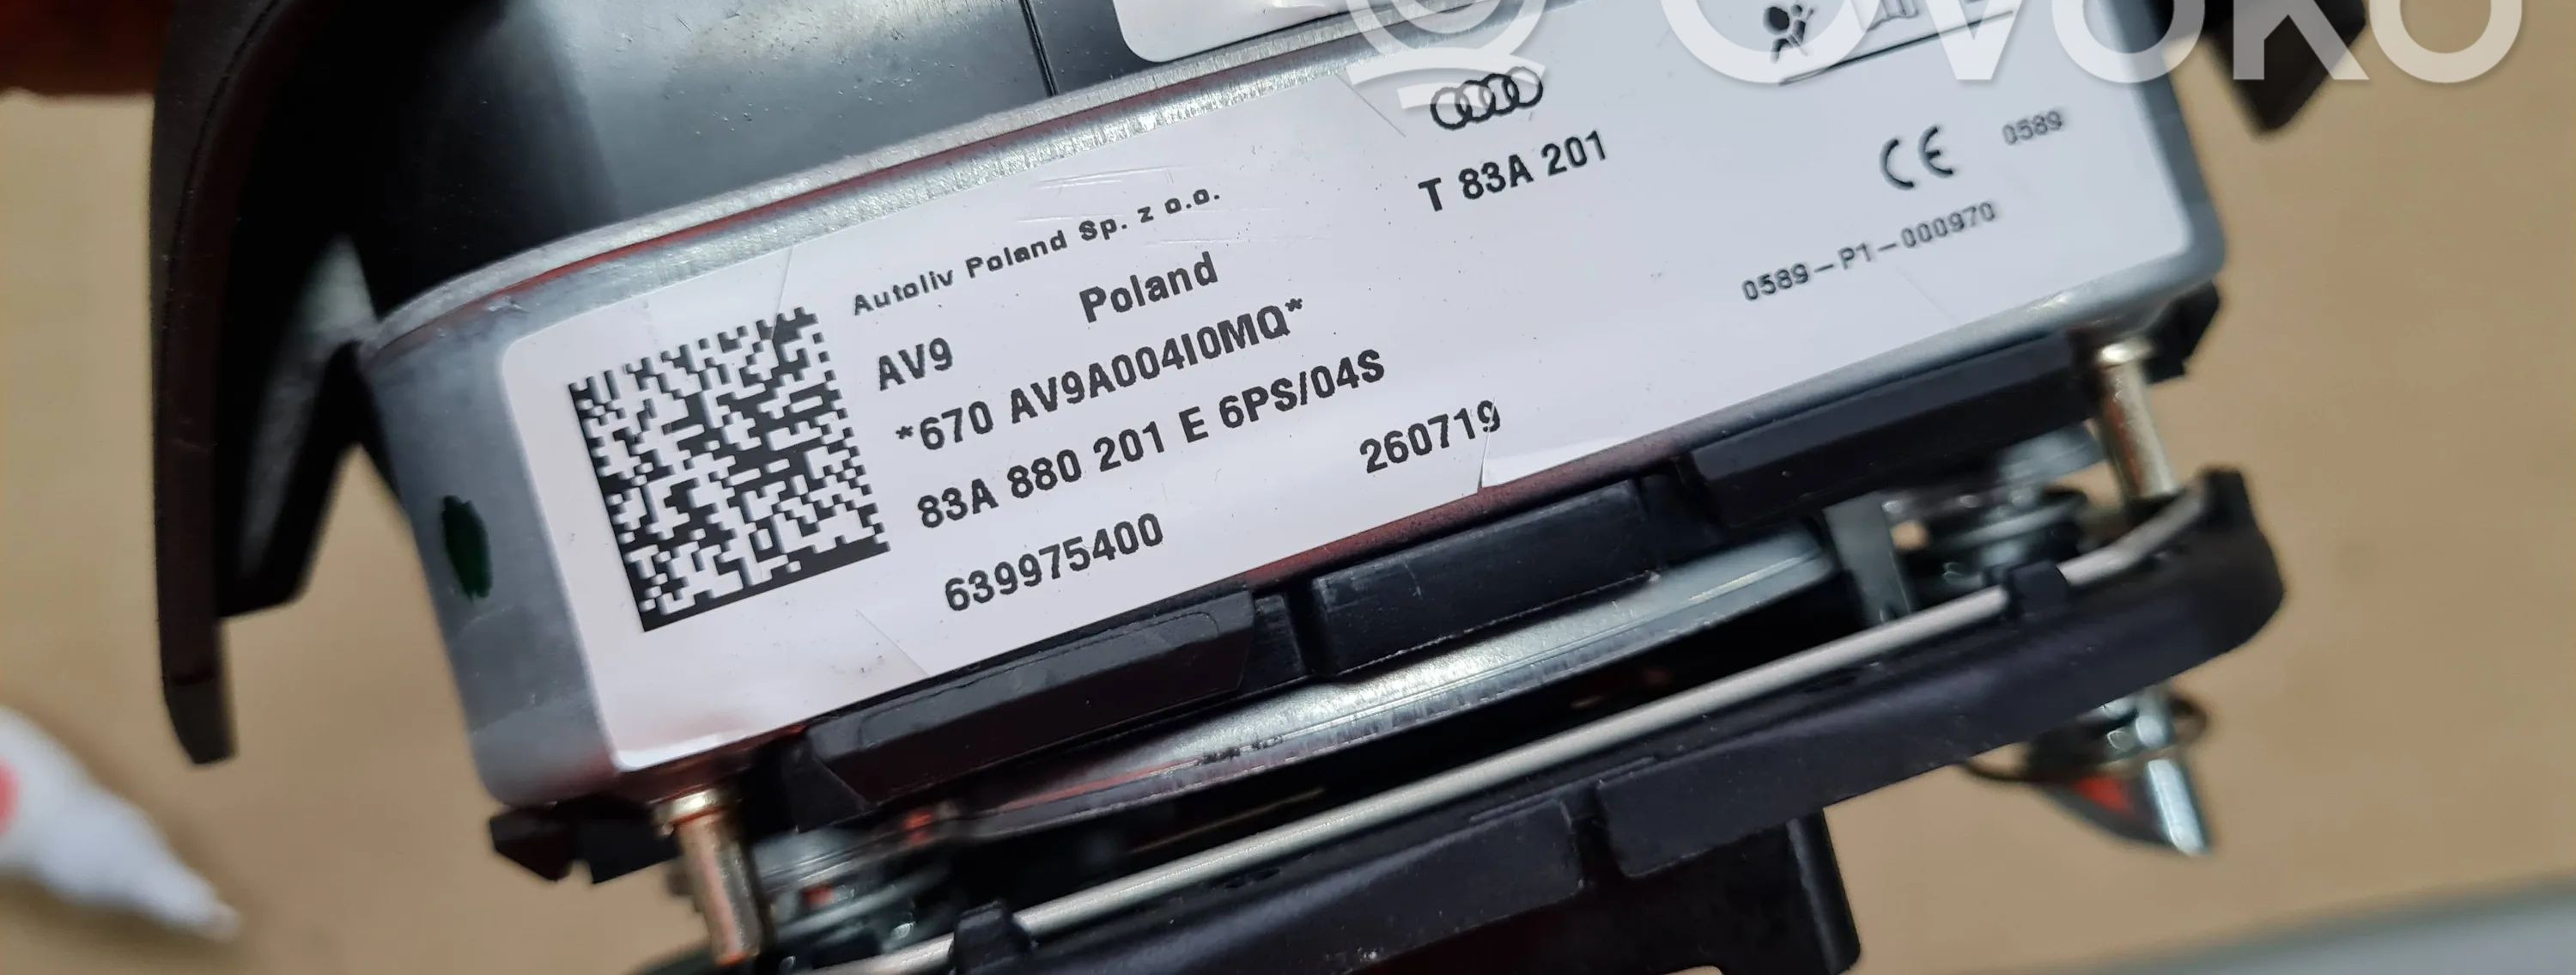 OVOKO
T 83A 201
CE 0589
0589-P1-000970
Autoliv Poland Sp. z o.o.
AV9 Poland
*670 AV9A004I0MQ*
83A 880 201 E 6PS/04S
639975400 260719